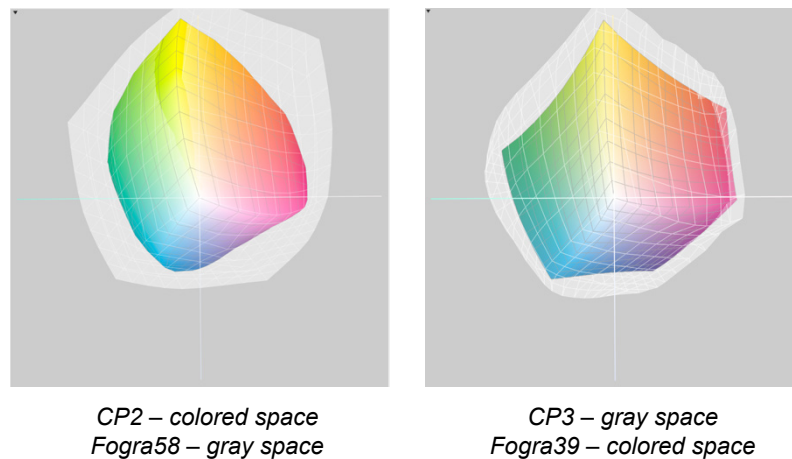 CP2 – colored space
Fogra58 – gray space
CP3 – gray space
Fogra39 – colored space